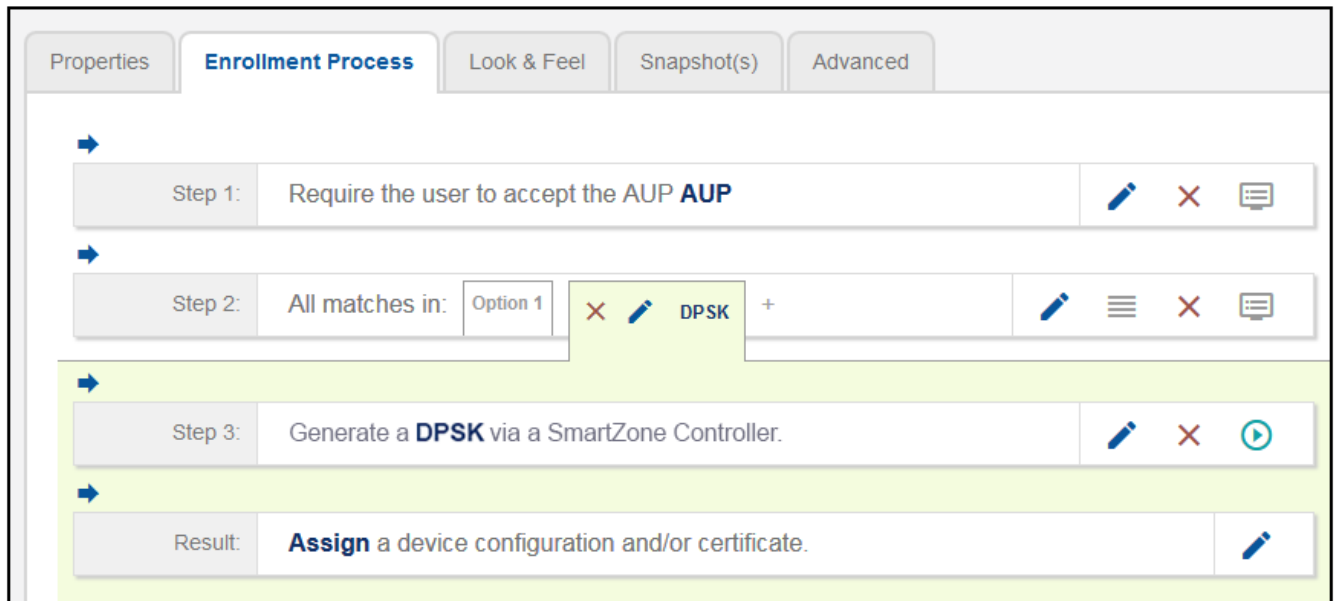 Properties Enrollment Process Look & Feel Snapshot(s) Advanced
Step 1: Require the user to accept the AUP AUP
Step 2: All matches in: Option 1 DPSK +
Step 3: Generate a DPSK via a SmartZone Controller.
Result: Assign a device configuration and/or certificate.